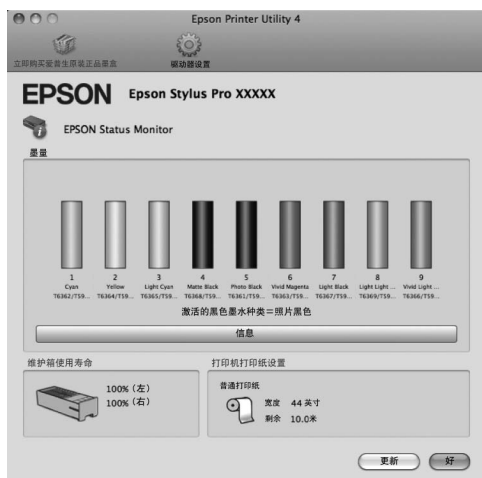 Epson Printer Utility 4
立即购买爱普生原装正品墨盒
驱动器设置
EPSON Epson Stylus Pro XXXXX
EPSON Status Monitor
墨量
1 2 3 4 5 6 7 8 9
Cyan Yellow Light Cyan Matte Black Photo Black Vivid Magenta Light Black Light Light ... Vivid Light ...
T6362/T59... T6364/T59... T6365/T59... T6368/T59... T6361/T59... T6363/T59... T6367/T59... T6369/T59... T6366/T59...
激活的黑色墨水种类=照片黑色
信息
维护箱使用寿命
100% (左)
100% (右)
打印机打印纸设置
普通打印纸
宽度 44 英寸
剩余 10.0米
更新
好